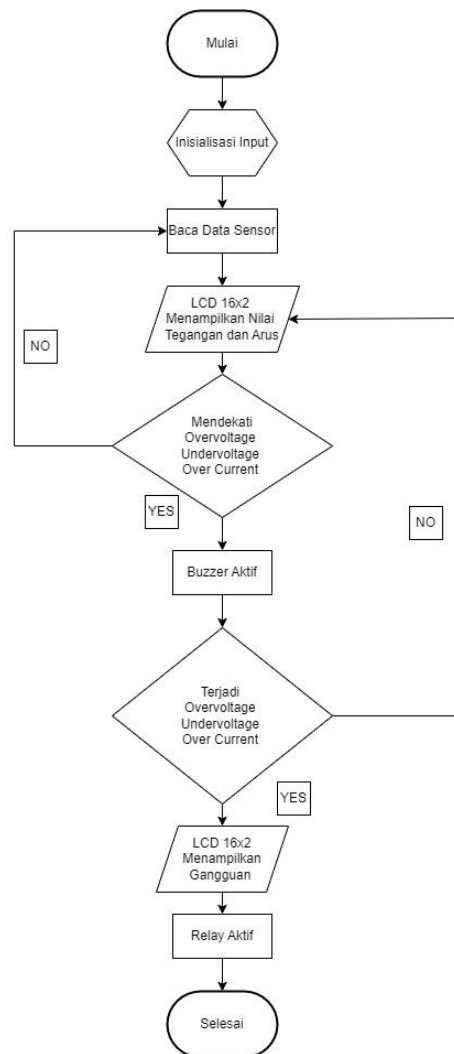 Mulai
Inisialisasi Input
Baca Data Sensor
LCD 16x2
Menampilkan Nilai
Tegangan dan Arus
NO
Mendekati
Overvoltage
Undervoltage
Over Current
YES
NO
Buzzer Aktif
Terjadi
Overvoltage
Undervoltage
Over Current
YES
LCD 16x2
Menampilkan
Gangguan
Relay Aktif
Selesai